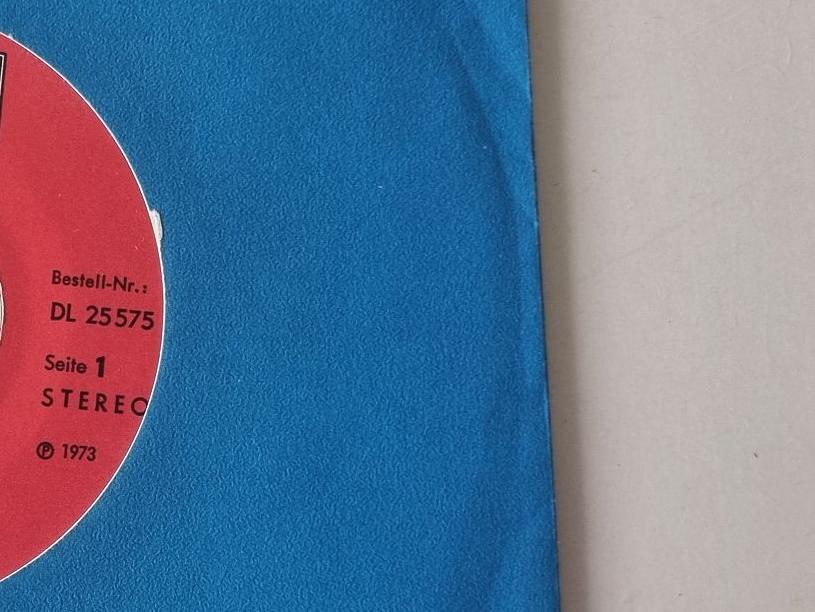 Bestell-Nr.:
DL 25575
Seite 1
STEREO
℗ 1973